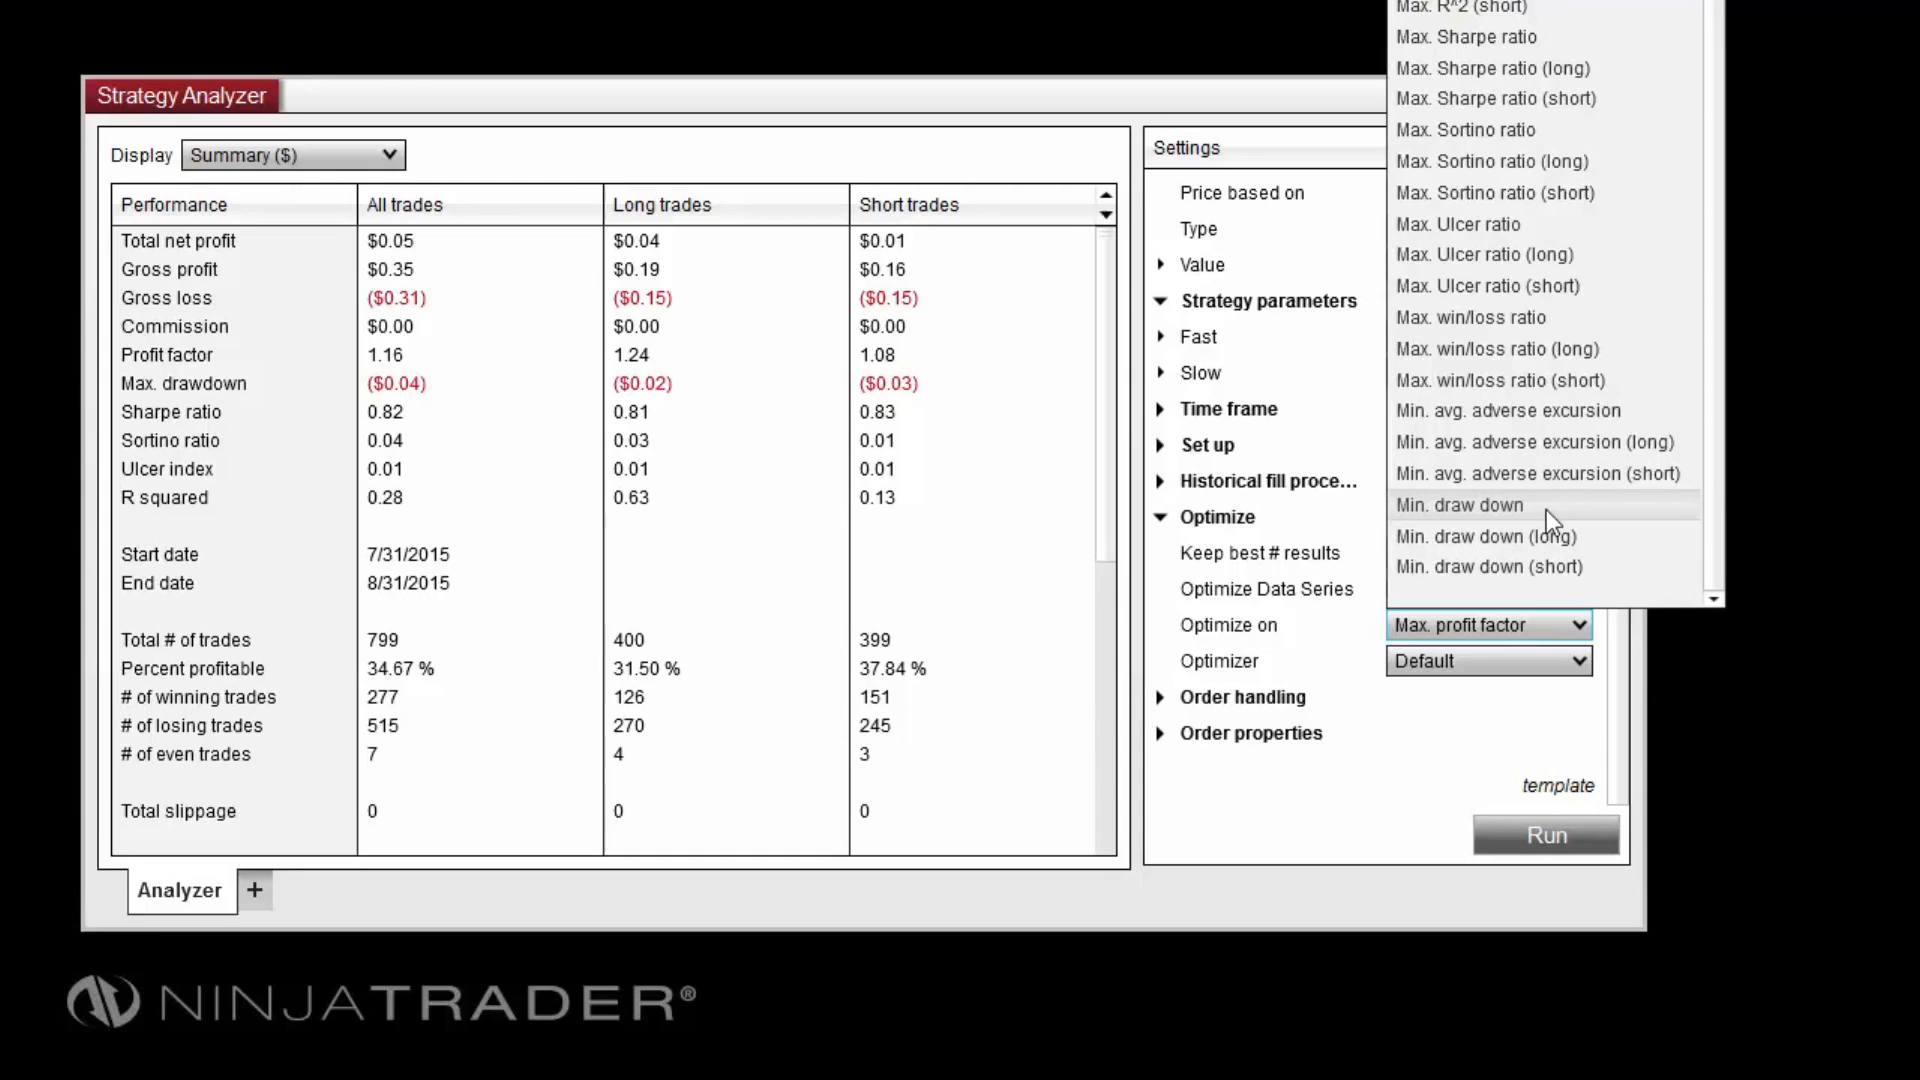 Strategy Analyzer
Display Summary ($)
Performance All trades Long trades Short trades
Total net profit $0.05 $0.04 $0.01
Gross profit $0.35 $0.19 $0.16
Gross loss ($0.31) ($0.15) ($0.15)
Commission $0.00 $0.00 $0.00
Profit factor 1.16 1.24 1.08
Max. drawdown ($0.04) ($0.02) ($0.03)
Sharpe ratio 0.82 0.81 0.83
Sortino ratio 0.04 0.03 0.01
Ulcer index 0.01 0.01 0.01
R squared 0.28 0.63 0.13
Start date 7/31/2015
End date 8/31/2015
Total # of trades 799 400 399
Percent profitable 34.67 % 31.50 % 37.84 %
# of winning trades 277 126 151
# of losing trades 515 270 245
# of even trades 7 4 3
Total slippage 0 0 0
Analyzer +
Settings
Price based on
Type
Value
Strategy parameters
Fast
Slow
Time frame
Set up
Historical fill proce...
Optimize
Keep best # results
Optimize Data Series
Optimize on Max. profit factor
Optimizer Default
Order handling
Order properties
template
Run
Max. R^2 (short)
Max. Sharpe ratio
Max. Sharpe ratio (long)
Max. Sharpe ratio (short)
Max. Sortino ratio
Max. Sortino ratio (long)
Max. Sortino ratio (short)
Max. Ulcer ratio
Max. Ulcer ratio (long)
Max. Ulcer ratio (short)
Max. win/loss ratio
Max. win/loss ratio (long)
Max. win/loss ratio (short)
Min. avg. adverse excursion
Min. avg. adverse excursion (long)
Min. avg. adverse excursion (short)
Min. draw down
Min. draw down (long)
Min. draw down (short)
NINJATRADER®